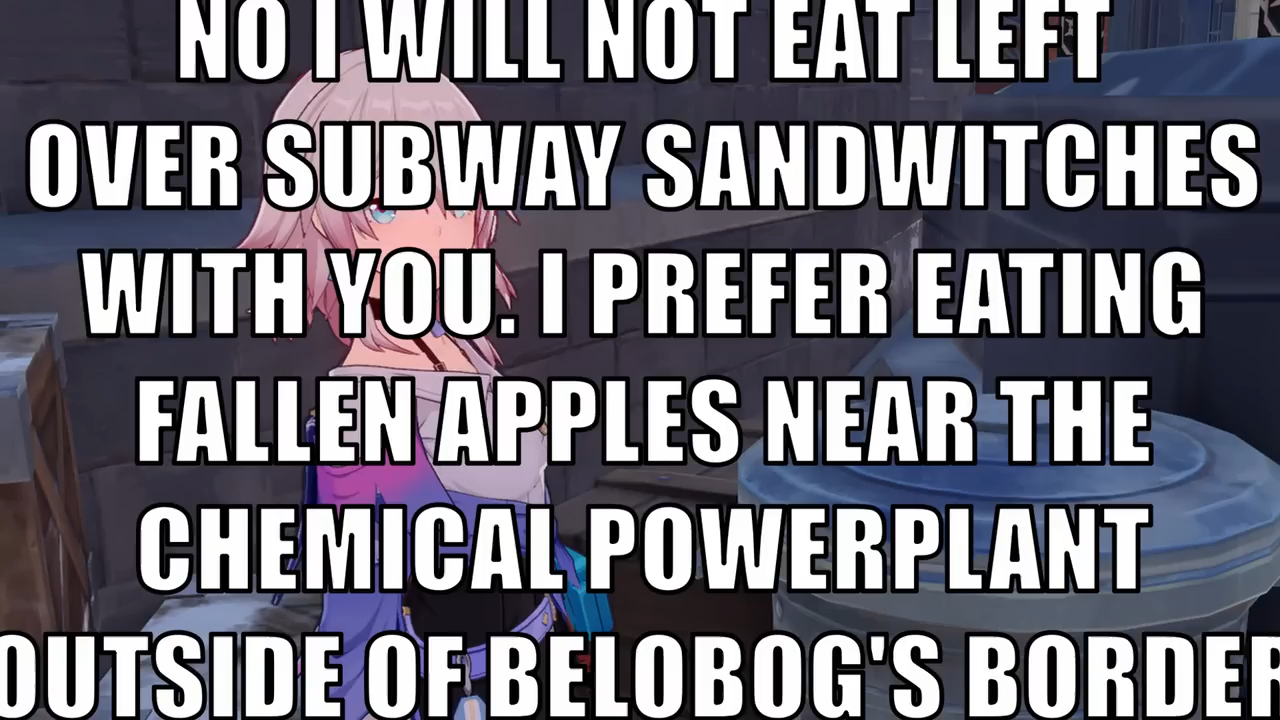 NO I WILL NOT EAT LEFT
OVER SUBWAY SANDWITCHES
WITH YOU. I PREFER EATING
FALLEN APPLES NEAR THE
CHEMICAL POWERPLANT
OUTSIDE OF BELOBOG'S BORDER